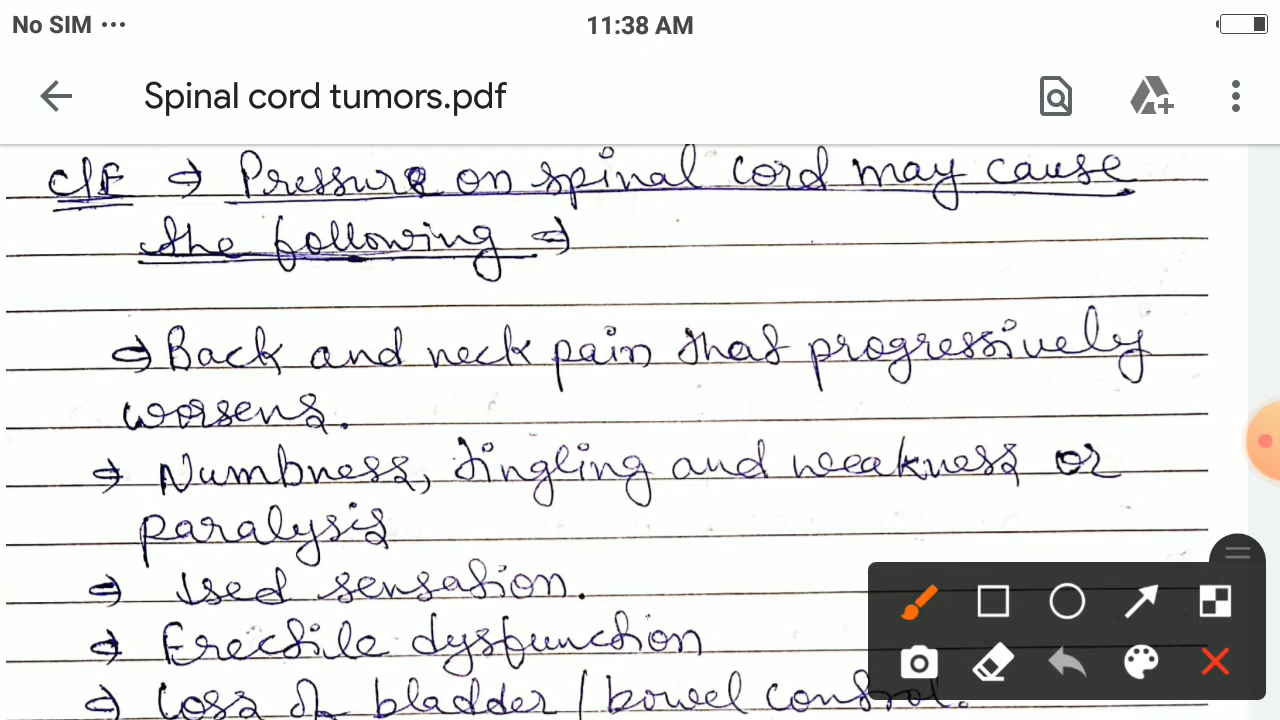 No SIM ...
11:38 AM
Spinal cord tumors.pdf
C/F ⇒ Pressure on spinal cord may cause
the following ⇒
⇒ Back and neck pain that progressively
worsens.
⇒ Numbness, tingling and weakness or
paralysis
⇒ ↓sed sensation.
⇒ Erectile dysfunction
⇒ Loss of bladder / bowel control.